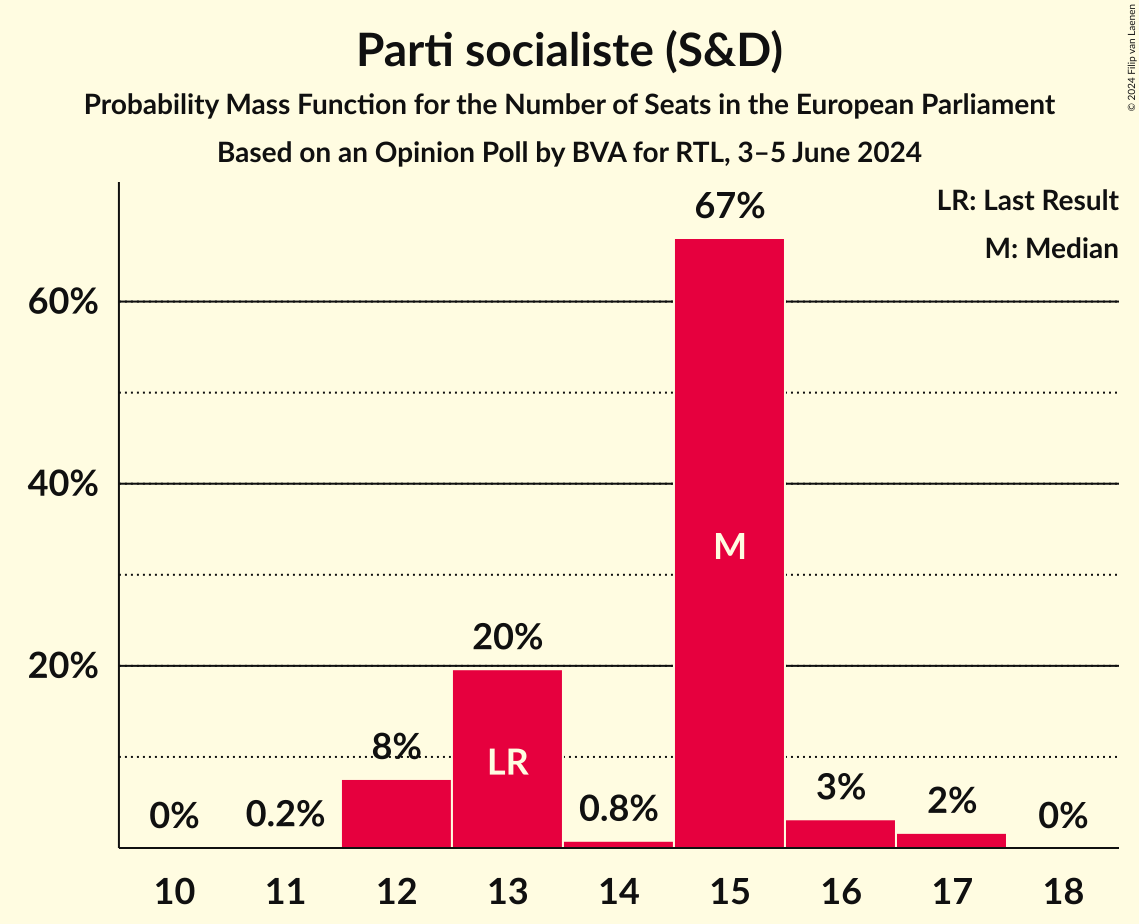 Parti socialiste (S&D)
Probability Mass Function for the Number of Seats in the European Parliament
Based on an Opinion Poll by BVA for RTL, 3–5 June 2024
© 2024 Filip van Laenen
LR: Last Result
M: Median
67%
60%
40%
M
20%
20%
8%
LR
0%
0.2%
0.8%
3%
2%
0%
10 11 12 13 14 15 16 17 18